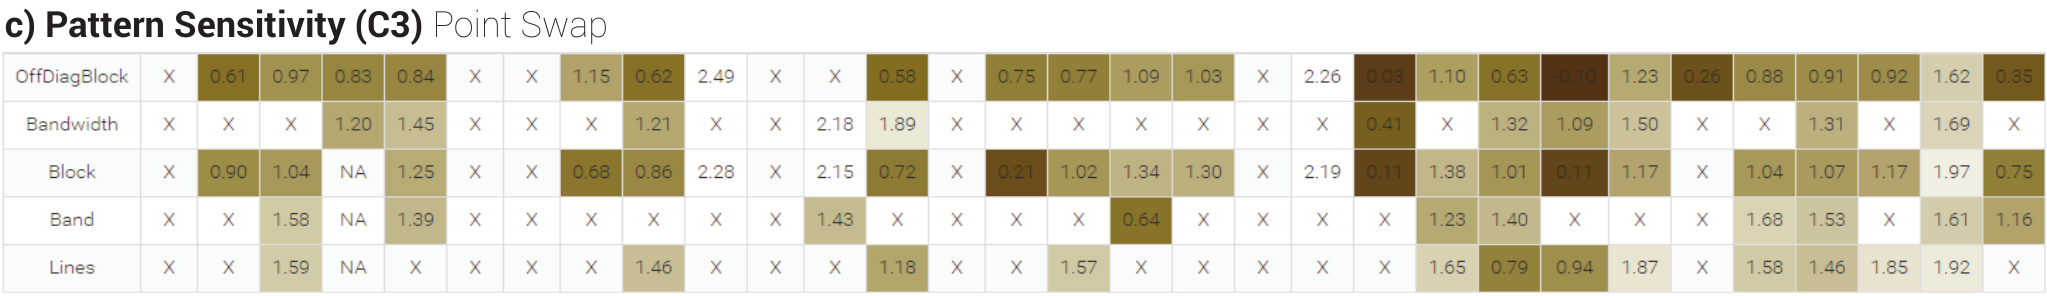 c) Pattern Sensitivity (C3) Point Swap
OffDiagBlock X 0.61 0.97 0.83 0.84 X X 1.15 0.62 2.49 X X 0.58 X 0.75 0.77 1.09 1.03 X 2.26 0.03 1.10 0.63 -0.10 1.23 0.26 0.88 0.91 0.92 1.62 0.35
Bandwidth X X X 1.20 1.45 X X X 1.21 X X 2.18 1.89 X X X X X X X 0.41 X 1.32 1.09 1.50 X X 1.31 X 1.69 X
Block X 0.90 1.04 NA 1.25 X X 0.68 0.86 2.28 X 2.15 0.72 X 0.21 1.02 1.34 1.30 X 2.19 0.11 1.38 1.01 0.11 1.17 X 1.04 1.07 1.17 1.97 0.75
Band X X 1.58 NA 1.39 X X X X X X 1.43 X X X X 0.64 X X X X 1.23 1.40 X X X 1.68 1.53 X 1.61 1.16
Lines X X 1.59 NA X X X X 1.46 X X X 1.18 X X 1.57 X X X X X 1.65 0.79 0.94 1.87 X 1.58 1.46 1.85 1.92 X